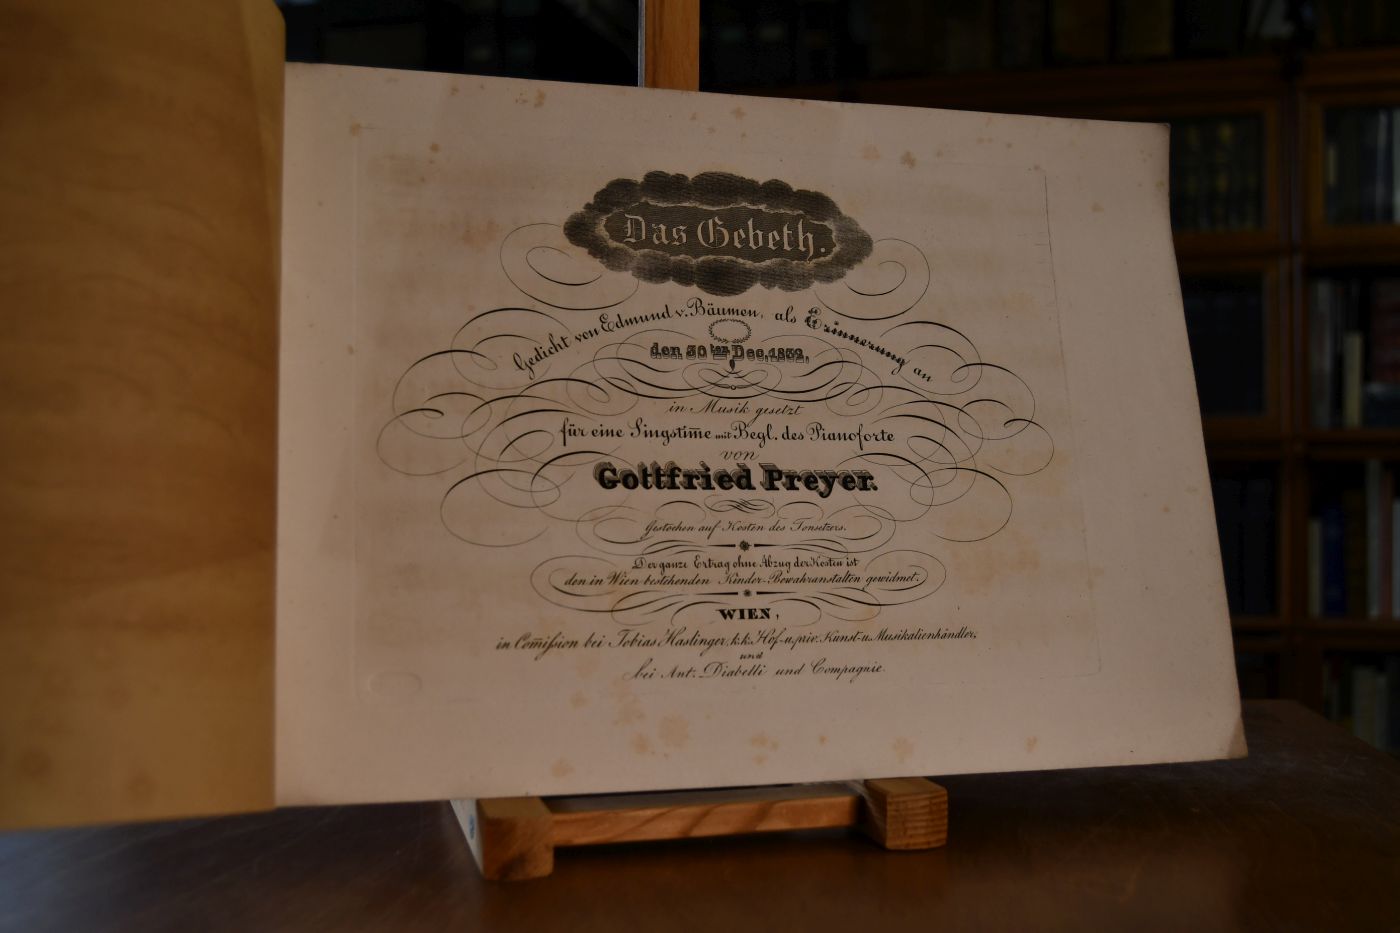 Das Gebeth.
Gedicht von Edmund v. Bäumen, als Erinnerung an
den 30ten Dec. 1832,
in Musik gesetzt
für eine Singstim̅e mit Begl. des Pianoforte
von
Gottfried Preyer.
Gestochen auf Kosten des Tonsetzers.
Der ganze Ertrag ohne Abzug der Kosten ist
den in Wien bestehenden Kinder-Bewahranstalten gewidmet.
WIEN,
in Com̅ission bei Tobias Haslinger, k.k. Hof- u. priv. Kunst- u. Musikalienhändler,
und
bei Ant. Diabelli und Compagnie.